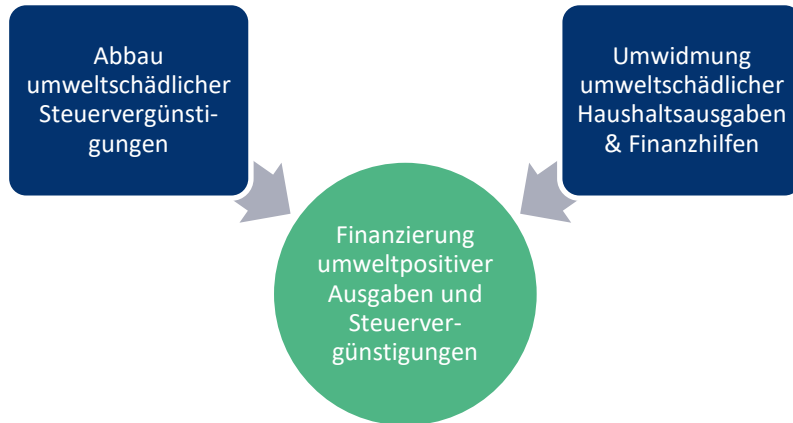 Abbau
umweltschädlicher
Steuervergünsti-
gungen
Umwidmung
umweltschädlicher
Haushaltsausgaben
& Finanzhilfen
Finanzierung
umweltpositiver
Ausgaben und
Steuerver-
günstigungen